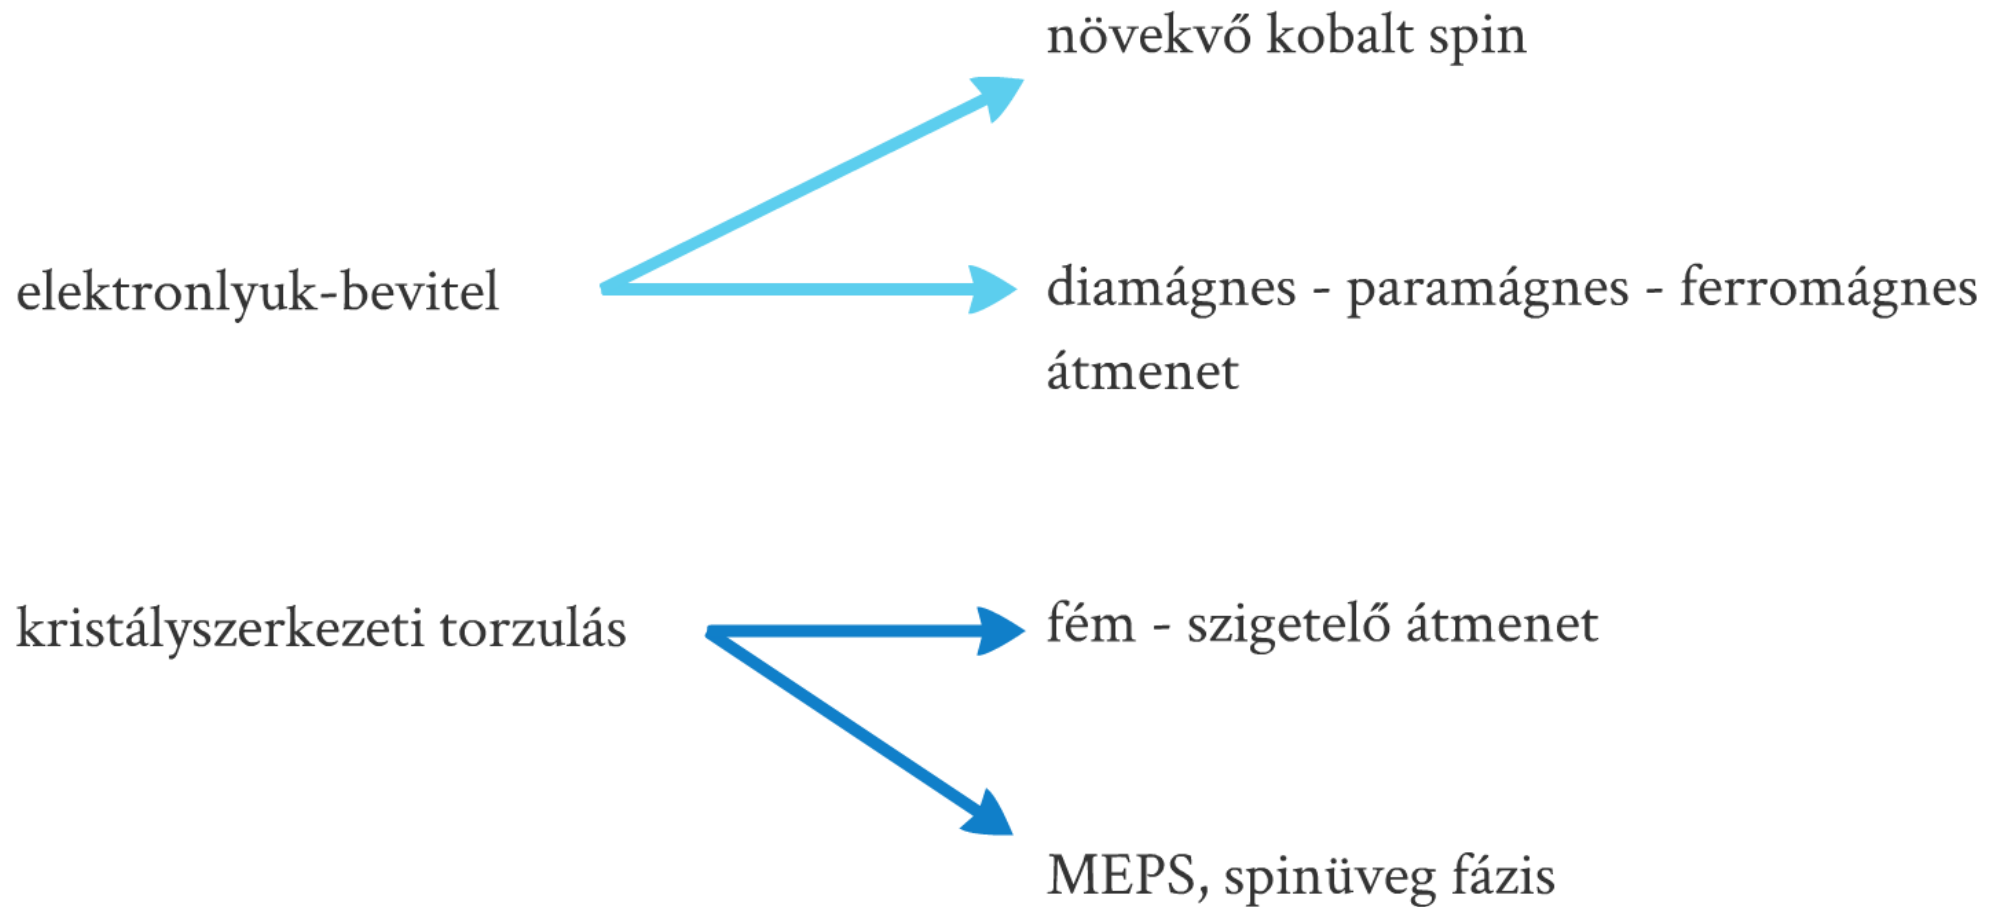 növekvő kobalt spin
elektronlyuk-bevitel
diamágnes - paramágnes - ferromágnes
átmenet
kristályszerkezeti torzulás
fém - szigetelő átmenet
MEPS, spinüveg fázis